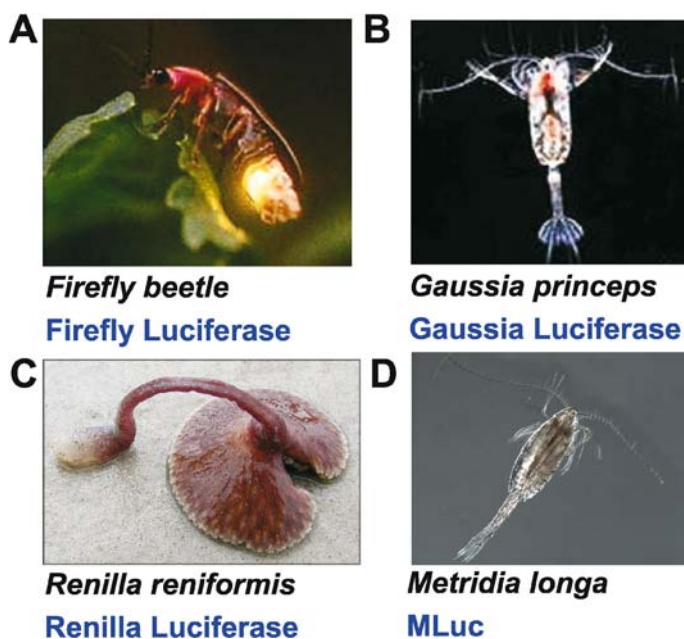 A
Firefly beetle
Firefly Luciferase
B
Gaussia princeps
Gaussia Luciferase
C
Renilla reniformis
Renilla Luciferase
D
Metridia longa
MLuc